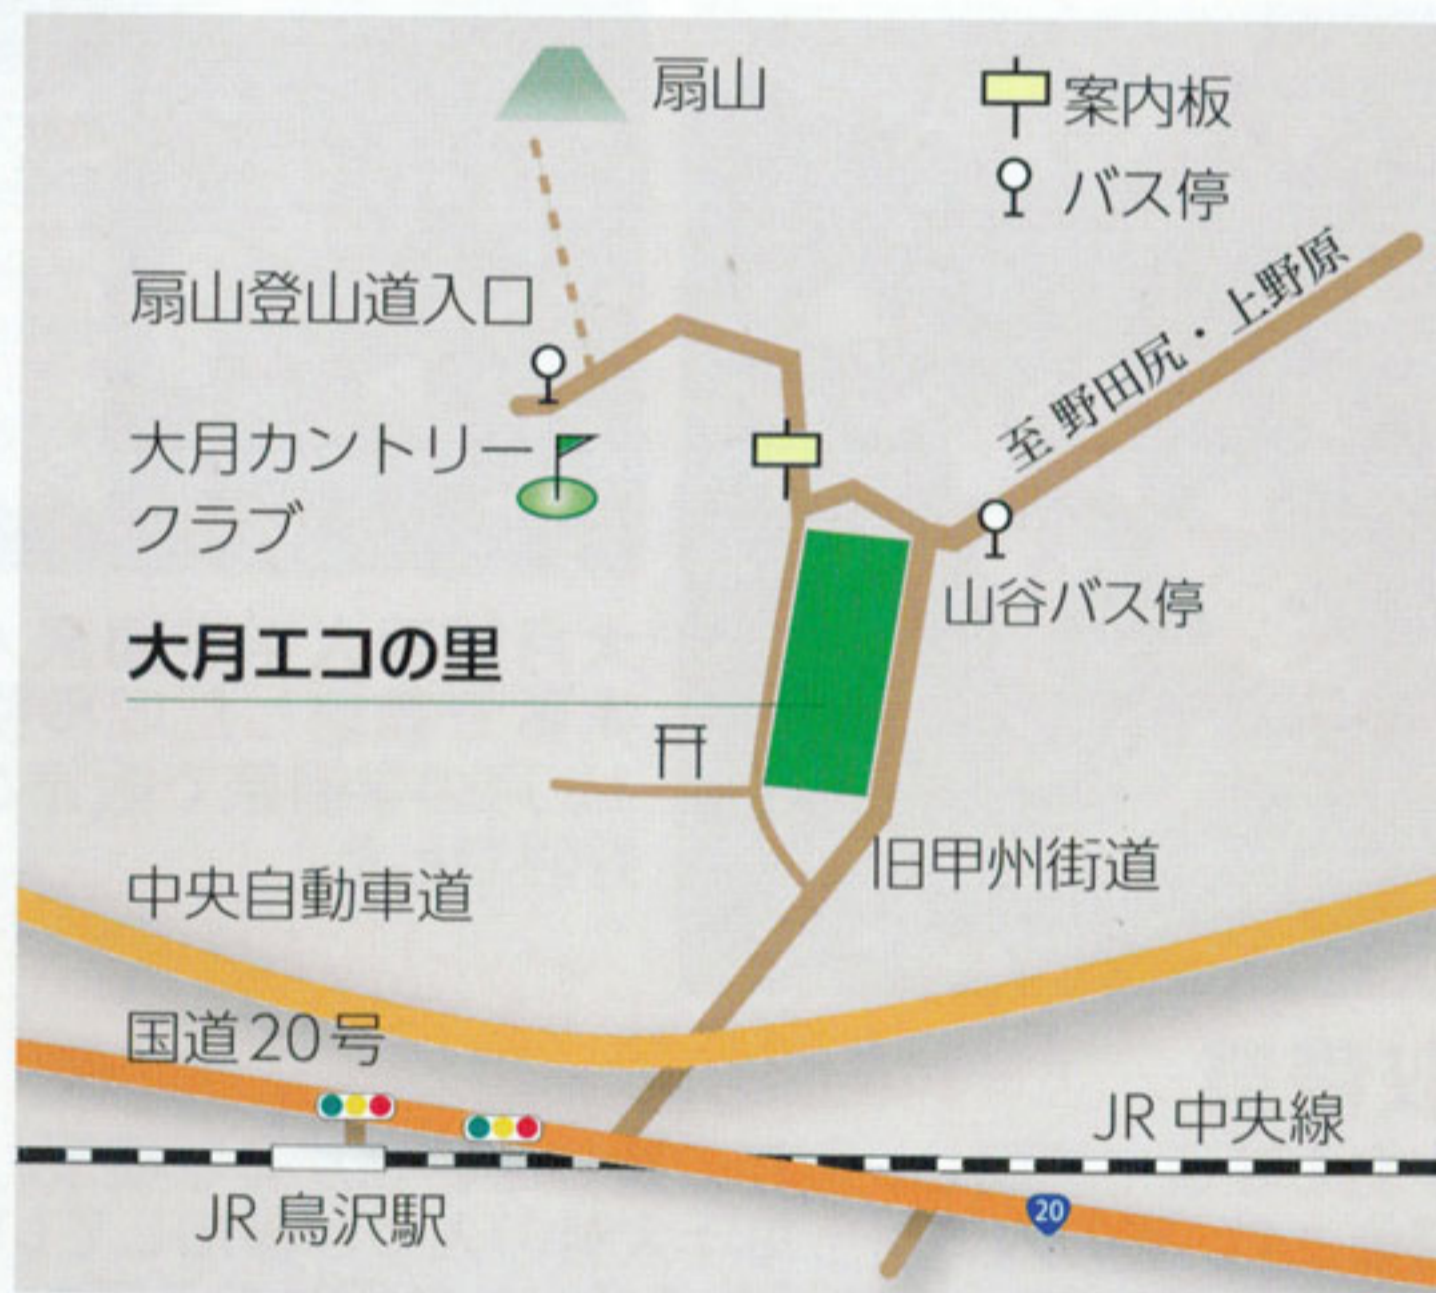 扇山
案内板
バス停
至 野田尻・上野原
扇山登山道入口
大月カントリー
クラブ
山谷バス停
大月エコの里
旧甲州街道
中央自動車道
国道20号
JR 中央線
JR 鳥沢駅
20